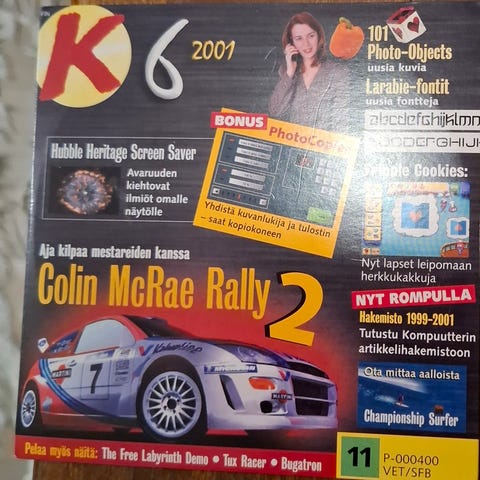 K 6 2001
101
Photo-Objects
uusia kuvia
Larabie-fontit
uusia fontteja
abcdefghijklmn
ABCDEFGHIJK
BONUS
PhotoCopier
Yhdistä kuvanlukija ja tulostin
– saat kopiokoneen
Hubble Heritage Screen Saver
Avaruuden
kiehtovat
ilmiöt omalle
näytölle
Cookies:
Nyt lapset leipomaan
herkkukakkuja
Aja kilpaa mestareiden kanssa
Colin McRae Rally 2
7
NYT ROMPULLA
Hakemisto 1999-2001
Tutustu Kompuutterin
artikkelihakemistoon
Ota mittaa aalloista
Championship Surfer
Pelaa myös näitä: The Free Labyrinth Demo • Tux Racer • Bugatron
11 P-000400
VET/SFB